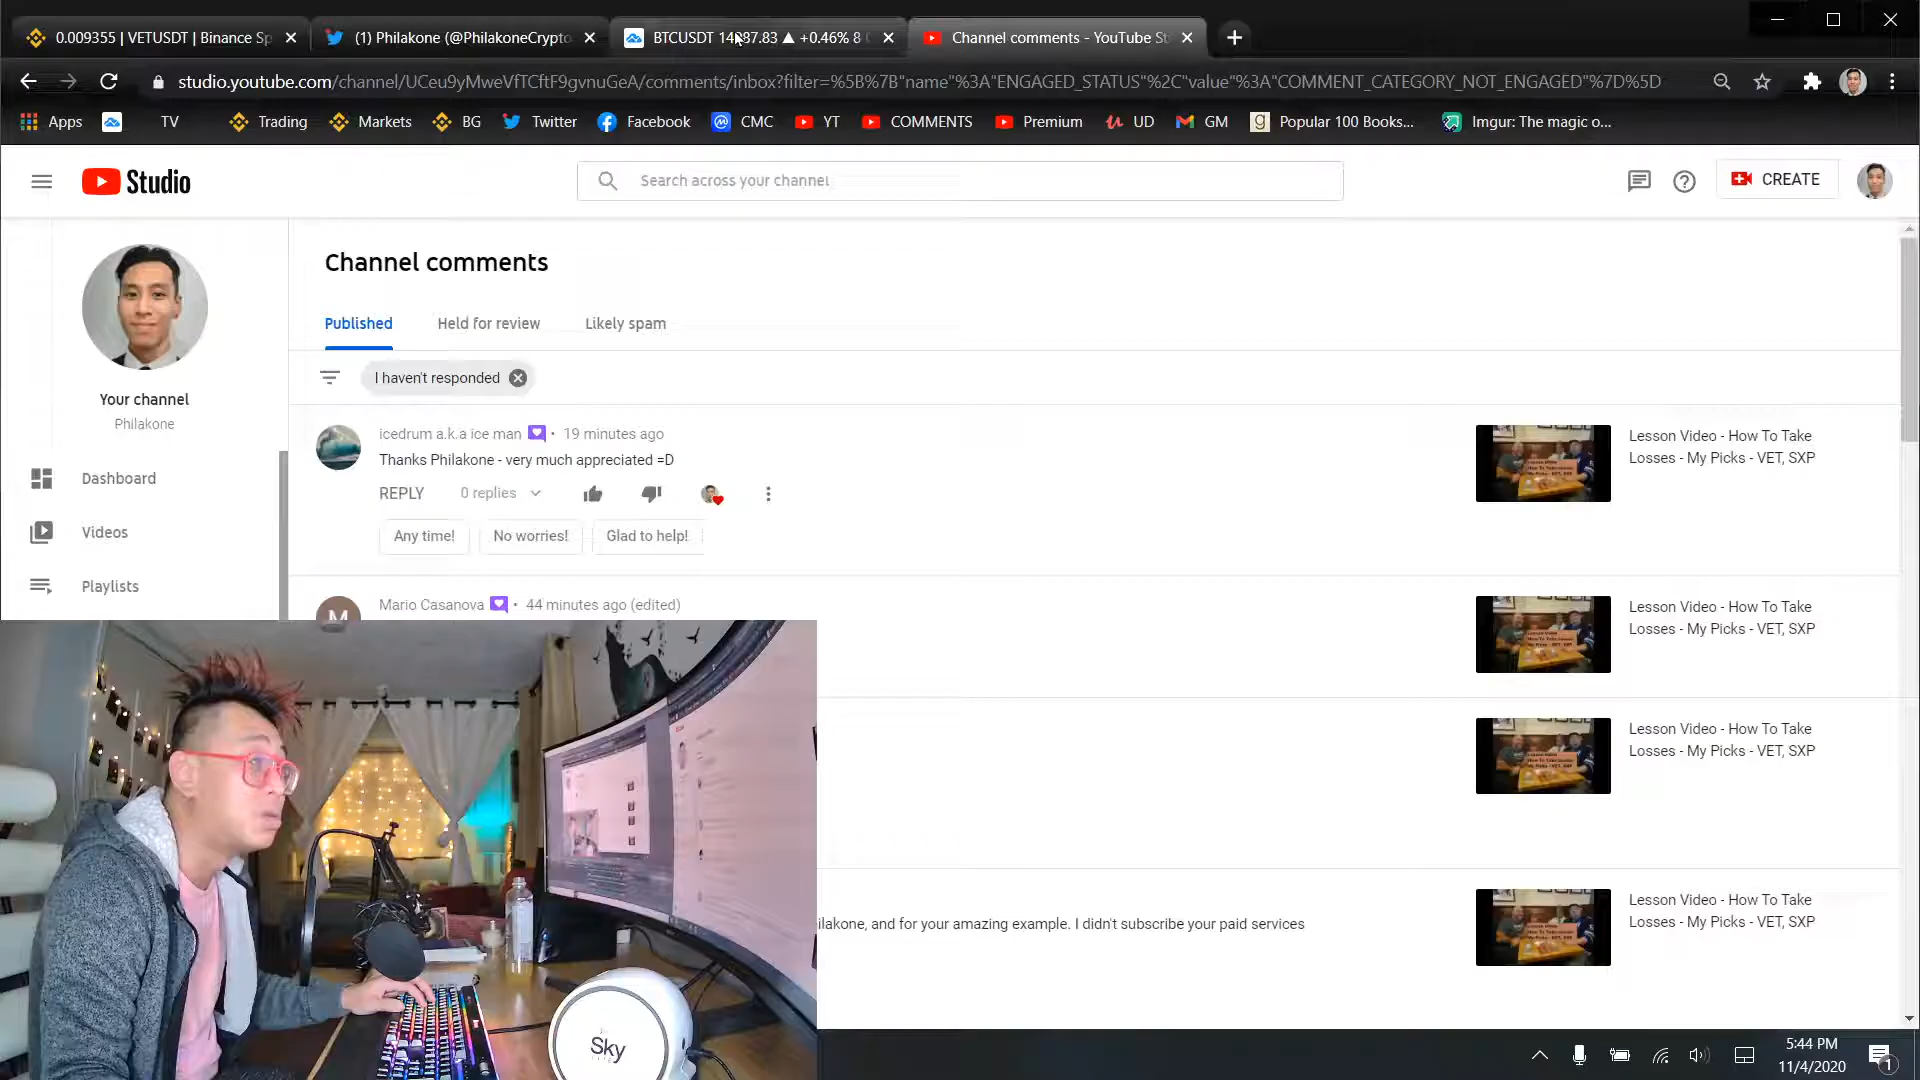 0.009355 | VETUSDT | Binance Sp
(1) Philakone (@PhilakoneCrypto
BTCUSDT 14087.83 ▲ +0.46% 8
Channel comments - YouTube St
studio.youtube.com/channel/UCeu9yMweVfTCftF9gvnuGeA/comments/inbox?filter=%5B%7B"name"%3A"ENGAGED_STATUS"%2C"value"%3A"COMMENT_CATEGORY_NOT_ENGAGED"%7D%5D
Apps TV Trading Markets BG Twitter Facebook CMC YT COMMENTS Premium UD GM Popular 100 Books... Imgur: The magic o...
Studio
Search across your channel
CREATE
Channel comments
Published Held for review Likely spam
I haven't responded
Your channel
Philakone
Dashboard
Videos
Playlists
icedrum a.k.a ice man • 19 minutes ago
Thanks Philakone - very much appreciated =D
REPLY 0 replies
Any time! No worries! Glad to help!
Lesson Video - How To Take
Losses - My Picks - VET, SXP
M
Mario Casanova • 44 minutes ago (edited)
Lesson Video - How To Take
Losses - My Picks - VET, SXP
Lesson Video - How To Take
Losses - My Picks - VET, SXP
ilakone, and for your amazing example. I didn't subscribe your paid services
Lesson Video - How To Take
Losses - My Picks - VET, SXP
Sky
5:44 PM
11/4/2020
1